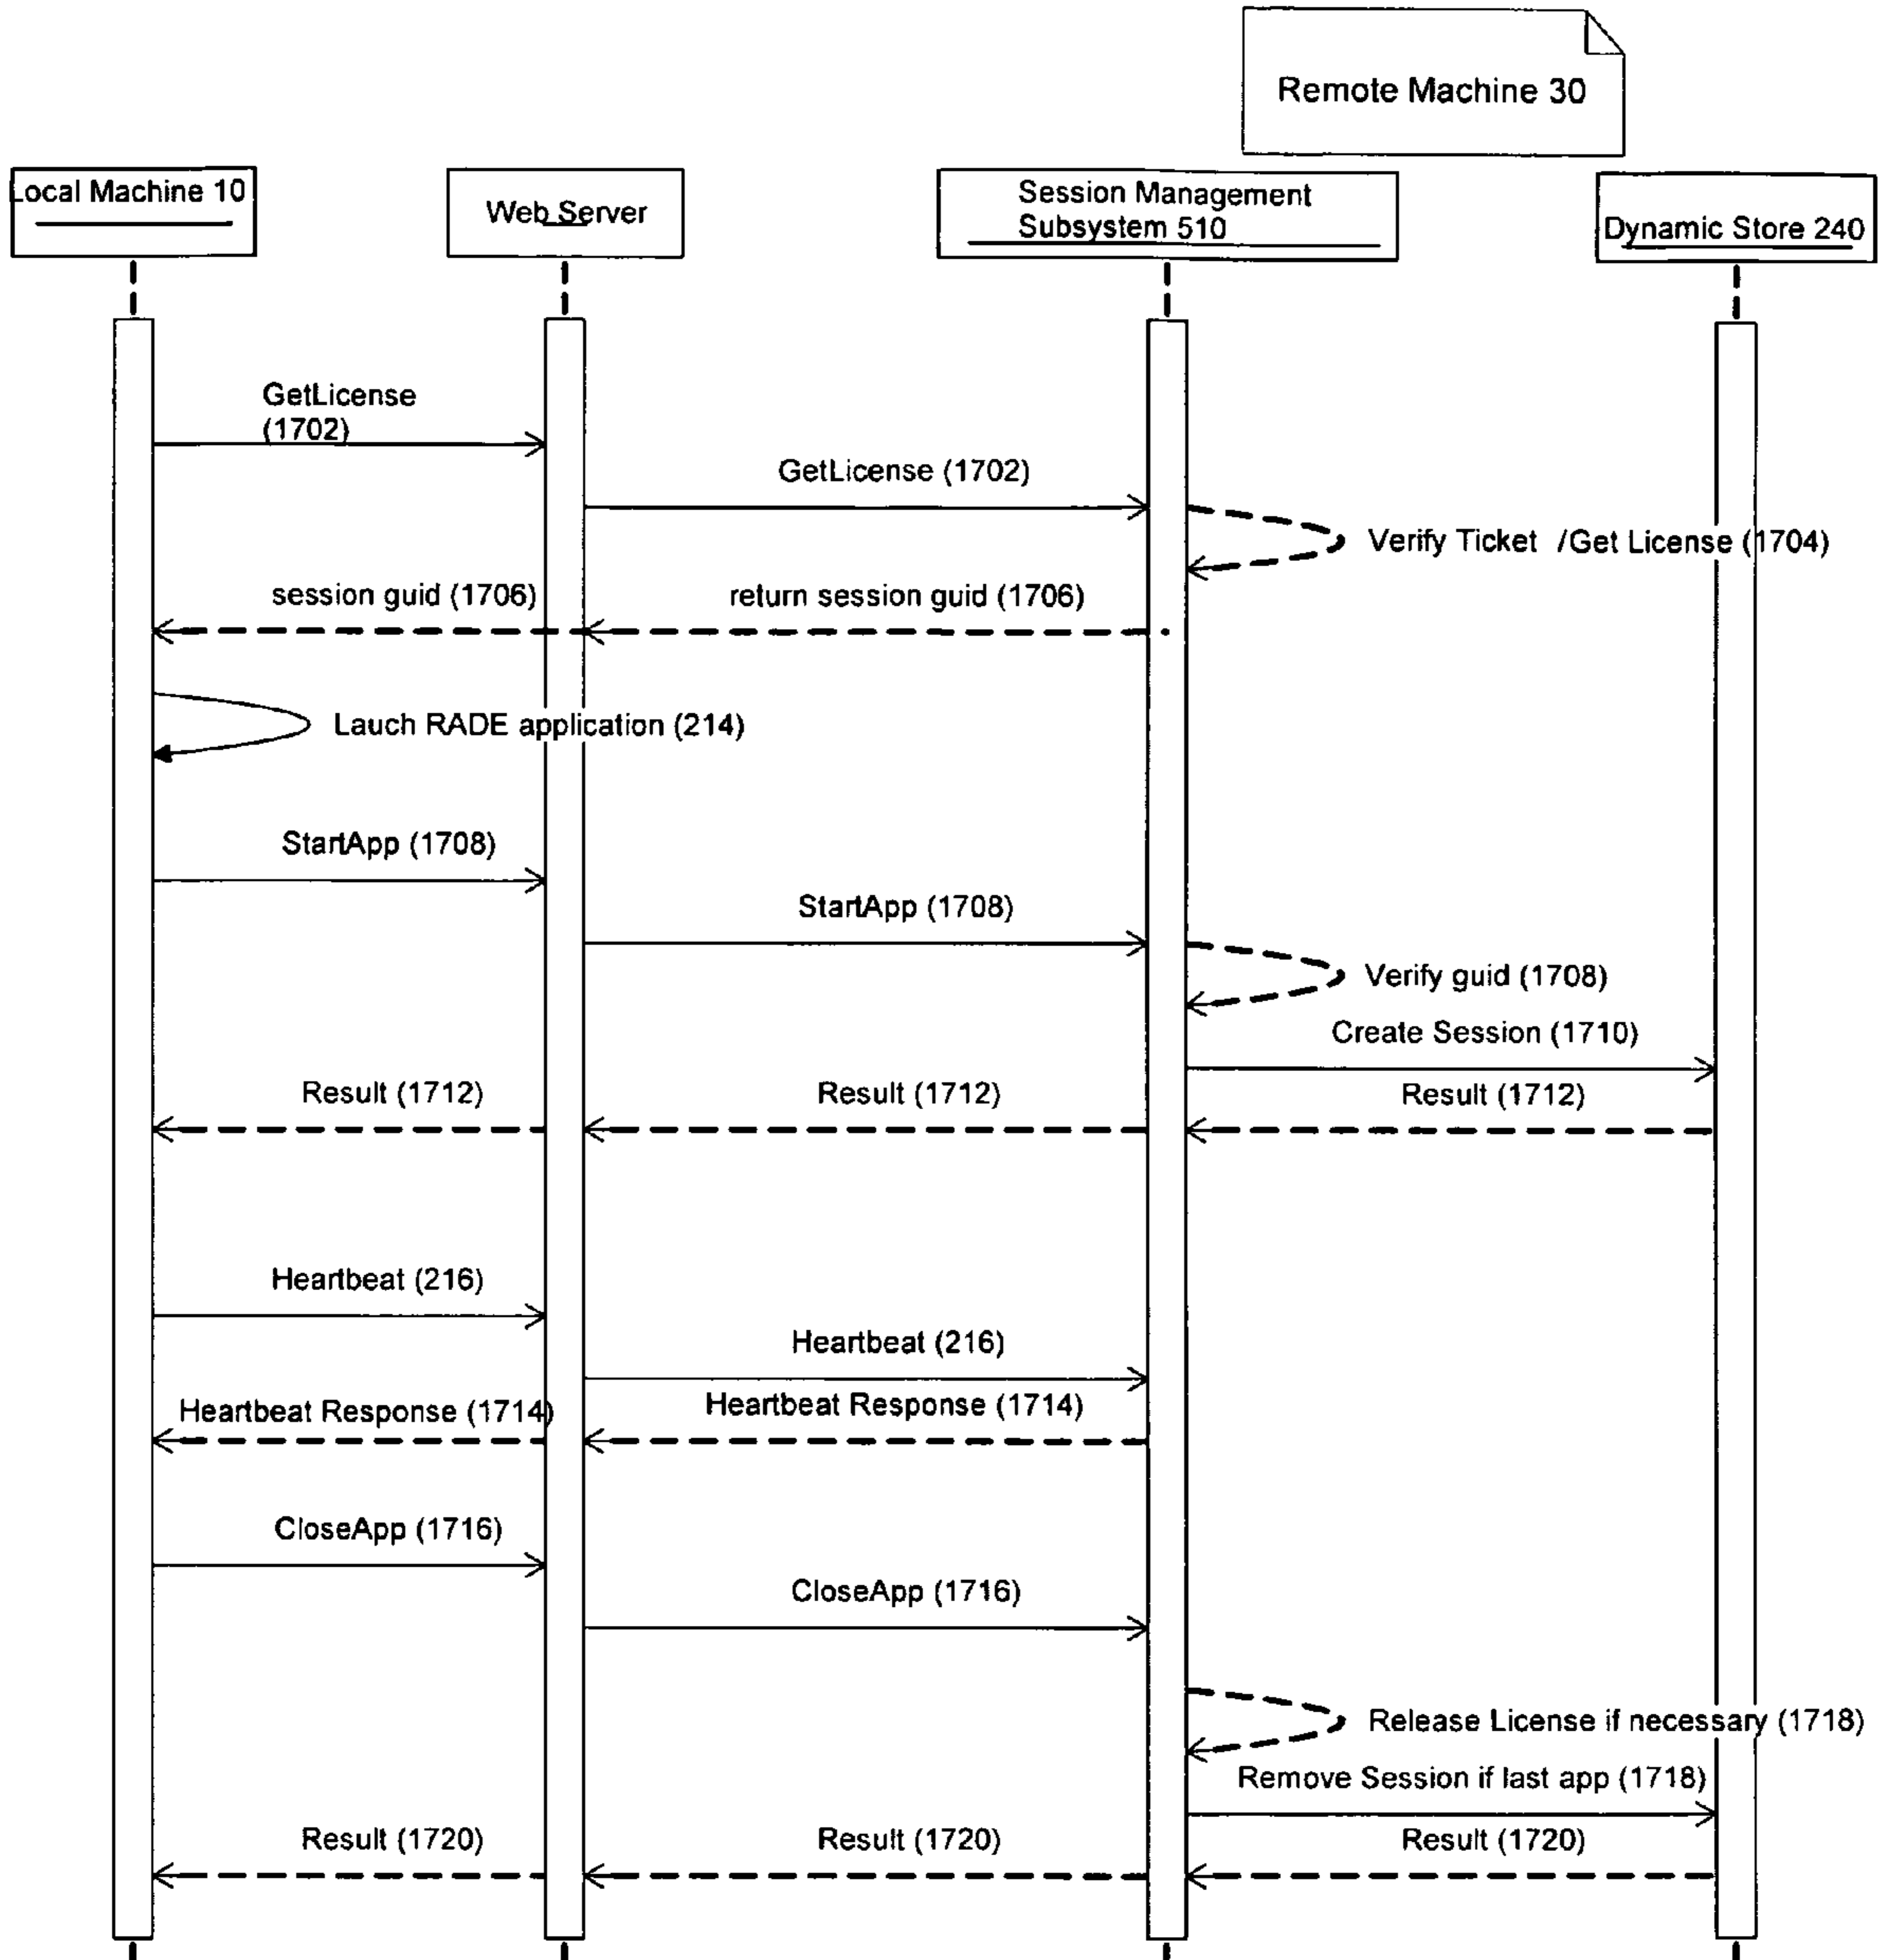 Remote Machine 30
Local Machine 10
Web Server
Session Management
Subsystem 510
Dynamic Store 240
GetLicense
(1702)
GetLicense (1702)
Verify Ticket /Get License (1704)
session guid (1706)
return session guid (1706)
Lauch RADE application (214)
StartApp (1708)
StartApp (1708)
Verify guid (1708)
Create Session (1710)
Result (1712)
Result (1712)
Result (1712)
Heartbeat (216)
Heartbeat (216)
Heartbeat Response (1714)
Heartbeat Response (1714)
CloseApp (1716)
CloseApp (1716)
Release License if necessary (1718)
Remove Session if last app (1718)
Result (1720)
Result (1720)
Result (1720)